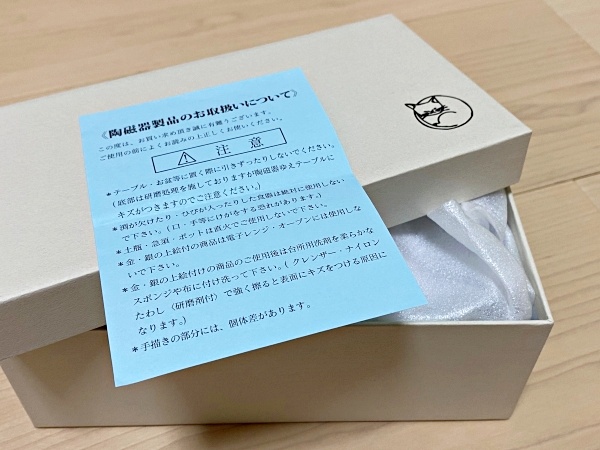 《陶磁器製品のお取扱いについて》
この度は、お買い求め頂き誠に有難うございます。
ご使用の前によくお読みの上正しくお使いください。
⚠ 注意
*テーブル・お盆等に置く際に引きずったりしないでください。
(底部は研磨処理を施しておりますが陶磁器ゆえテーブルに
キズがつきますのでご注意ください。)
*淵が欠けたり・ひびが入ったりした食器は絶対に使用しない
で下さい。(口・手等にけがをする恐れがあります。)
*土瓶・急須・ポットは直火でご使用しないで下さい。
*金・銀の上絵付の商品は電子レンジ・オーブンには使用しな
いで下さい。
*金・銀の上絵付けの商品のご使用後は台所用洗剤を柔らかな
スポンジや布に付け洗って下さい。(クレンザー・ナイロン
たわし〈研磨剤付〉で強く擦ると表面にキズをつける原因に
なります。)
*手描きの部分には、個体差があります。